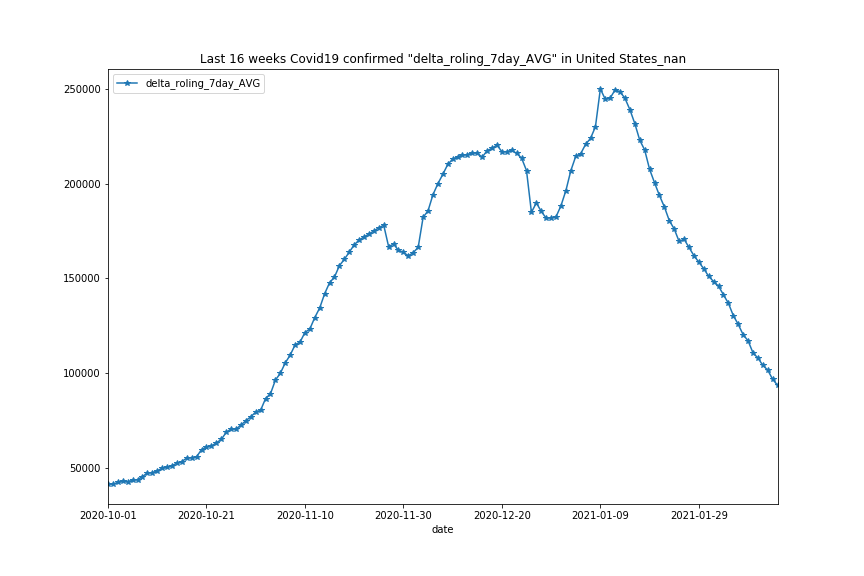 Last 16 weeks Covid19 confirmed "delta_roling_7day_AVG" in United States_nan
delta_roling_7day_AVG
250000
200000
150000
100000
50000
2020-10-01 2020-10-21 2020-11-10 2020-11-30 2020-12-20 2021-01-09 2021-01-29
date